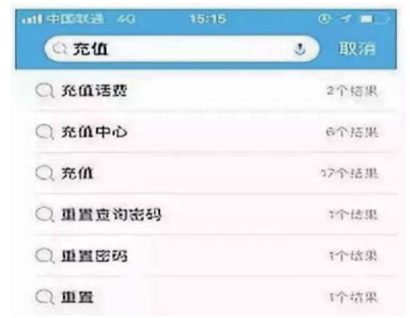 中国联通 4G 15:15
充值 取消
充值话费 2个结果
充值中心 6个结果
充值 17个结果
重置查询密码 1个结果
重置密码 1个结果
重置 1个结果